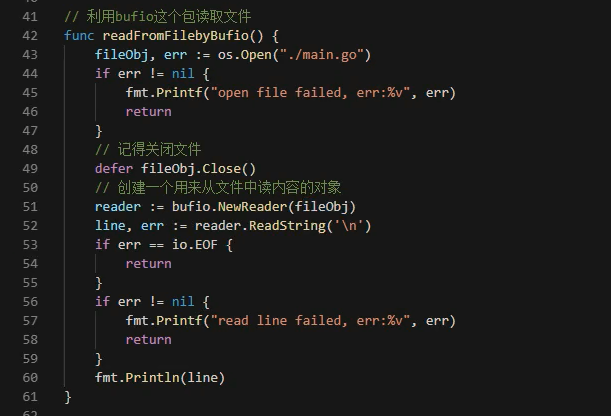 41 // 利用bufio这个包读取文件
42 func readFromFilebyBufio() {
43     fileObj, err := os.Open("./main.go")
44     if err != nil {
45         fmt.Printf("open file failed, err:%v", err)
46         return
47     }
48     // 记得关闭文件
49     defer fileObj.Close()
50     // 创建一个用来从文件中读内容的对象
51     reader := bufio.NewReader(fileObj)
52     line, err := reader.ReadString('\n')
53     if err == io.EOF {
54         return
55     }
56     if err != nil {
57         fmt.Printf("read line failed, err:%v", err)
58         return
59     }
60     fmt.Println(line)
61 }